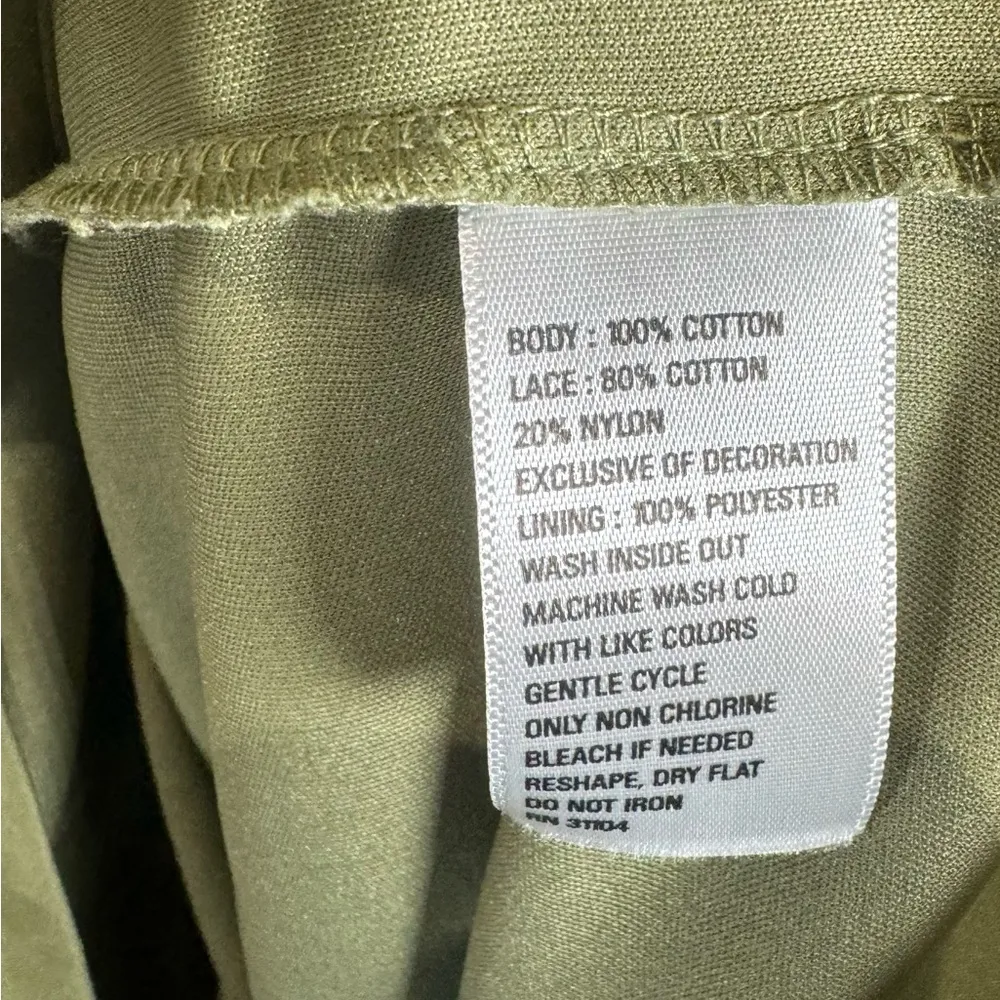 BODY : 100% COTTON
LACE : 80% COTTON
20% NYLON
EXCLUSIVE OF DECORATION
LINING : 100% POLYESTER
WASH INSIDE OUT
MACHINE WASH COLD
WITH LIKE COLORS
GENTLE CYCLE
ONLY NON CHLORINE
BLEACH IF NEEDED
RESHAPE, DRY FLAT
DO NOT IRON
RN 31104